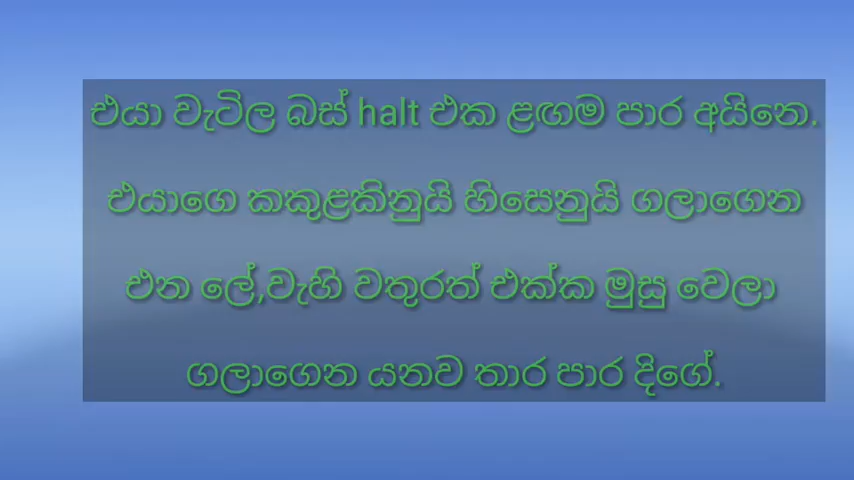 එයා වැටිල බස් halt එක ළඟම පාර අයිනෙ.
එයාගෙ කකුළකිනුයි හිසෙනුයි ගලාගෙන
එන ලේ,වැහි වතුරත් එක්ක මුසු වෙලා
ගලාගෙන යනව තාර පාර දිගේ.